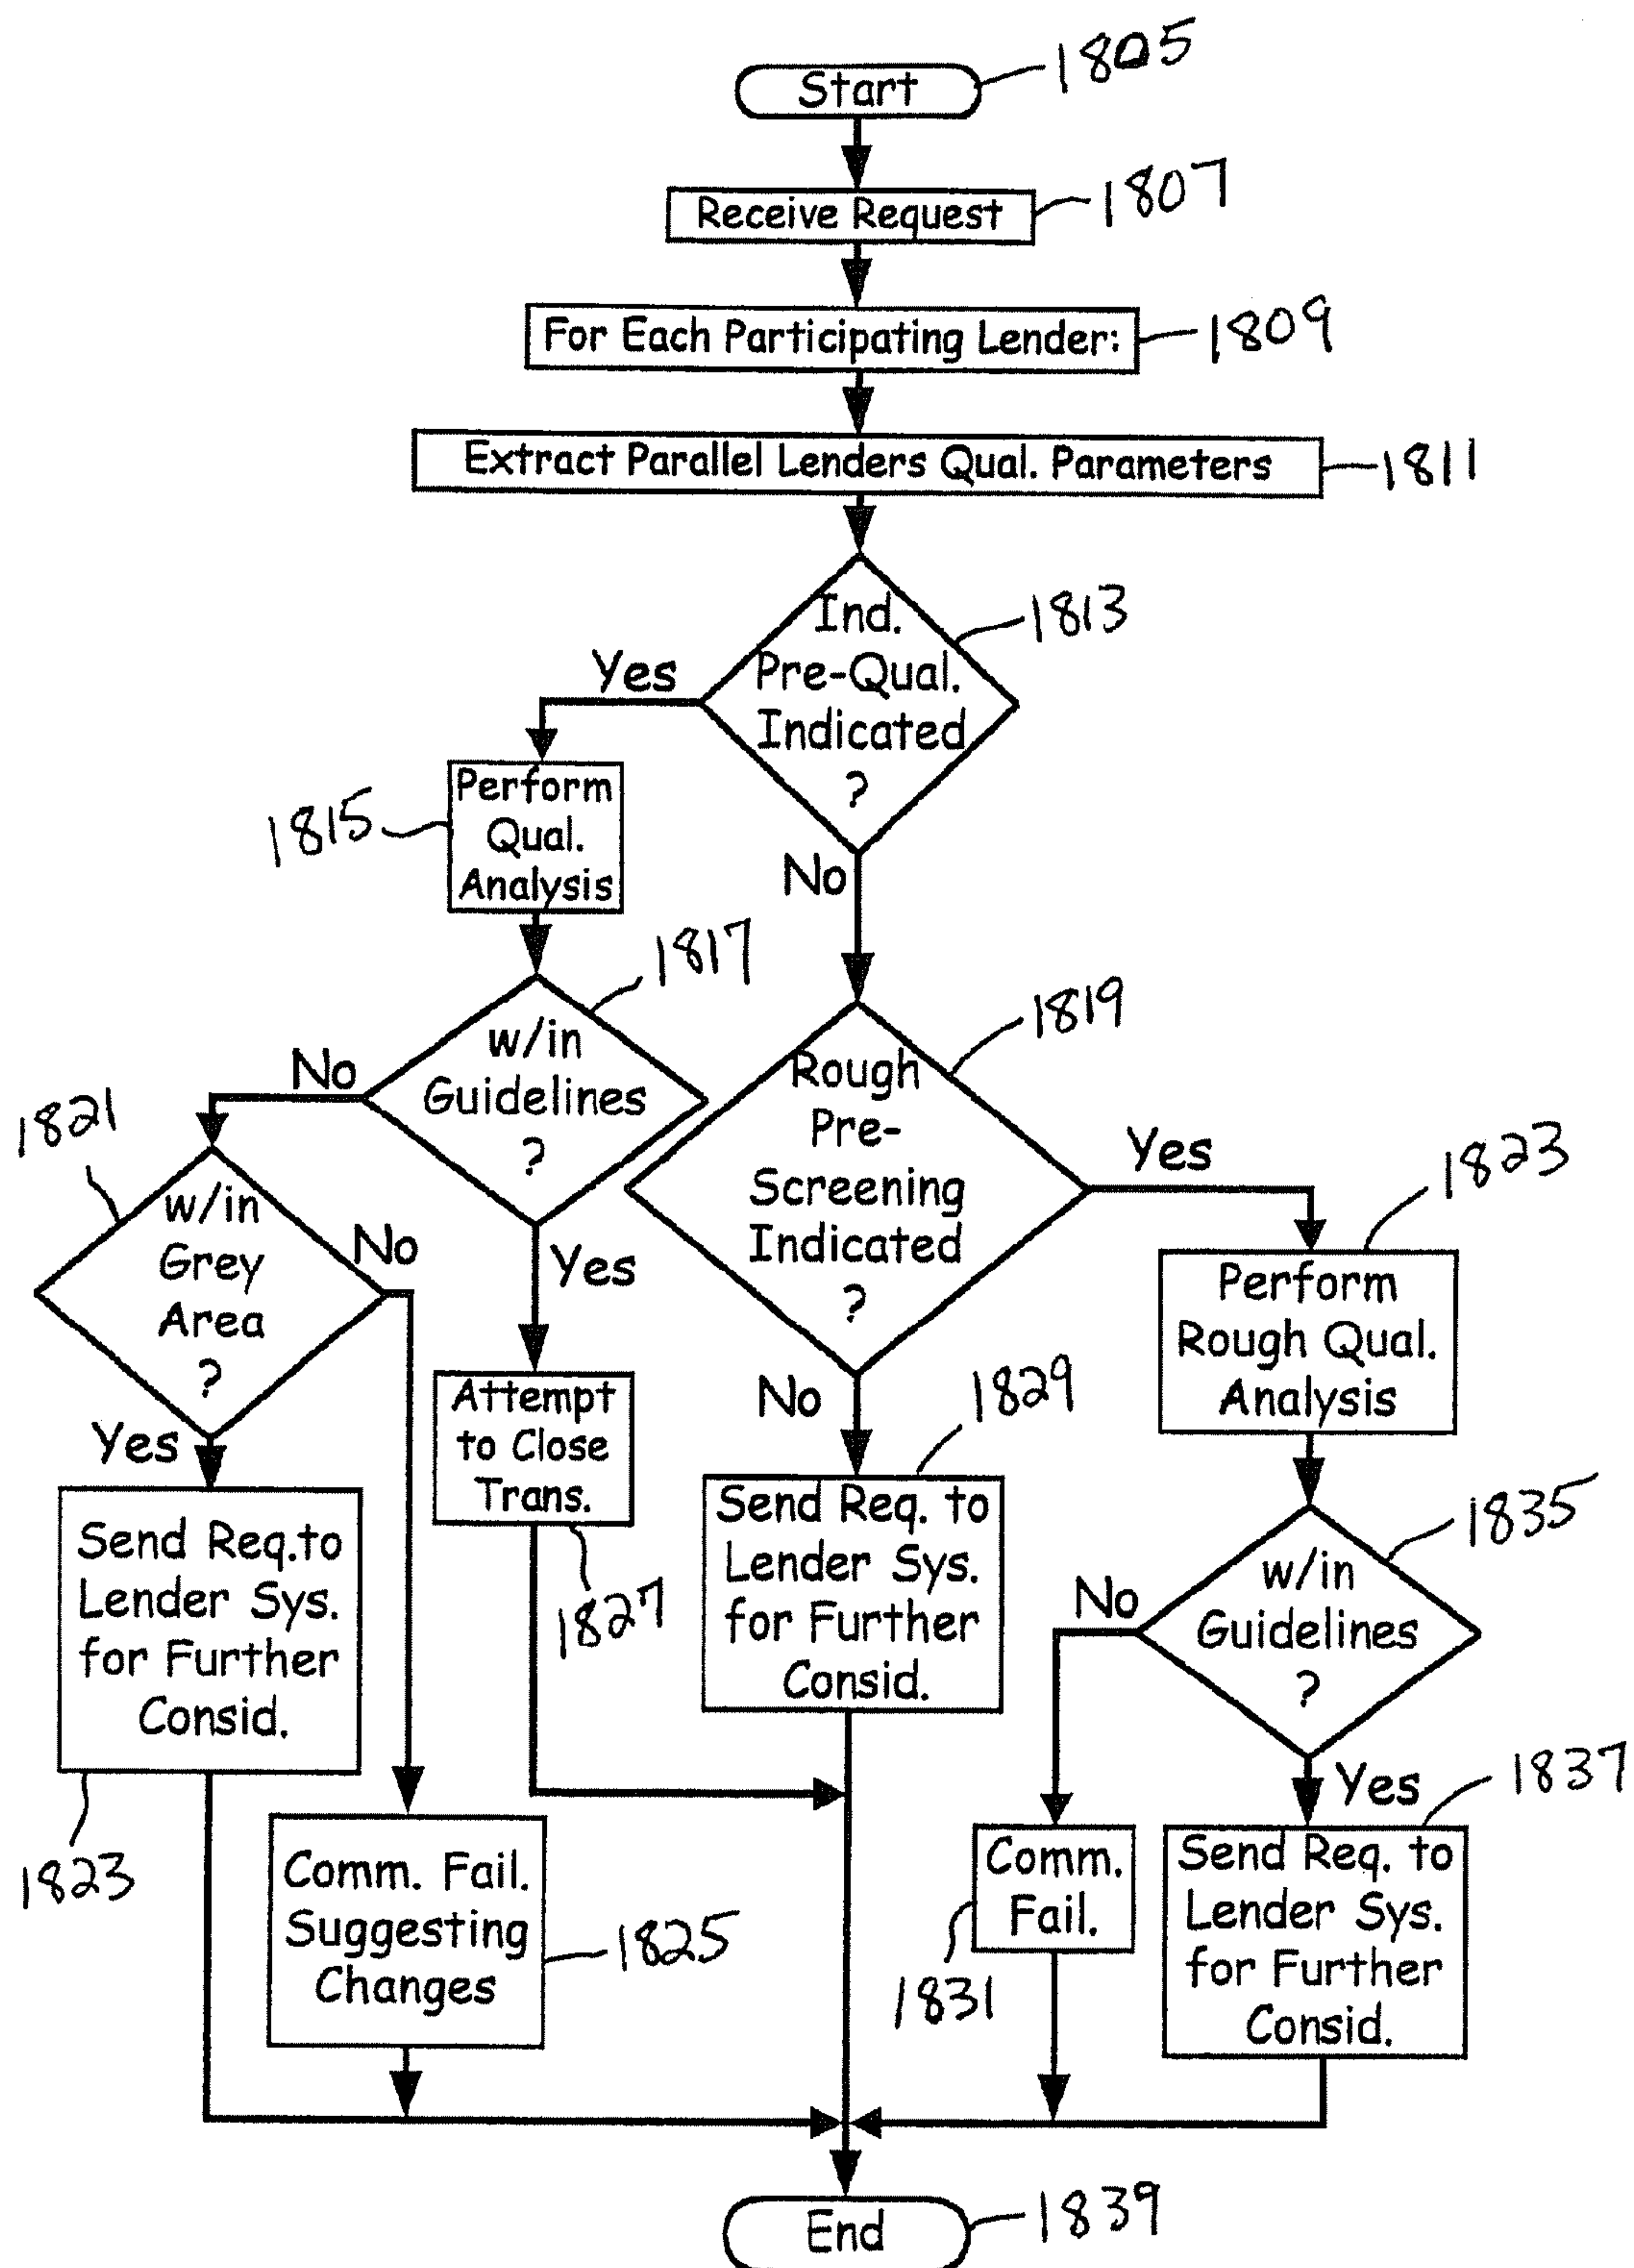 Start
1805
Receive Request
1807
For Each Participating Lender:
1809
Extract Parallel Lenders Qual. Parameters
1811
Ind.
Pre-Qual.
Indicated
?
1813
Yes
No
Perform
Qual.
Analysis
1815
w/in
Guidelines
?
1817
No
Yes
Rough
Pre-
Screening
Indicated
?
1819
Yes
No
w/in
Grey
Area
?
1821
No
Yes
Perform
Rough Qual.
Analysis
1823
Attempt
to Close
Trans.
1827
Send Req. to
Lender Sys.
for Further
Consid.
1829
w/in
Guidelines
?
1835
No
Yes
Send Req.to
Lender Sys.
for Further
Consid.
1823
Comm. Fail.
Suggesting
Changes
1825
Comm.
Fail.
1831
Send Req. to
Lender Sys.
for Further
Consid.
1837
End
1839